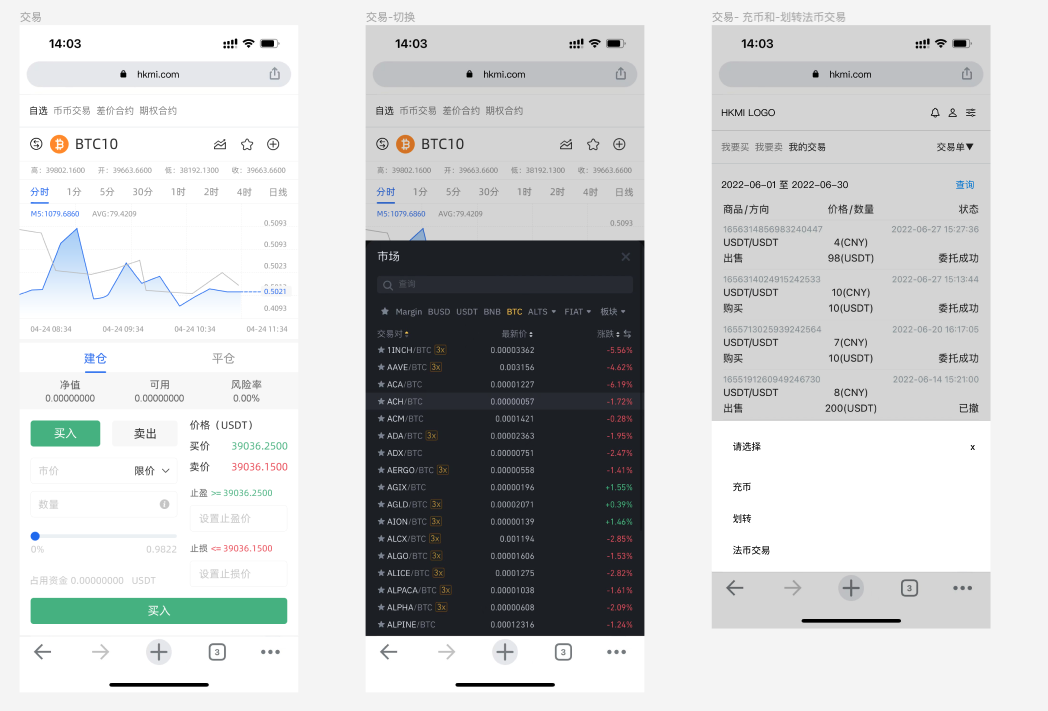 交易
14:03
hkmi.com
自选 币币交易 差价合约 期权合约
BTC10
高: 39802.1600 开: 39663.6600 低: 38192.1300 收: 39663.6600
分时 1分 5分 30分 1时 2时 4时 日线
M5:1079.6860 AVG:79.4209
0.5093
0.5093
0.5023
0.5021
0.4093
04-24 08:34 04-24 09:34 04-24 10:34 04-24 11:34
建仓 平仓
净值 可用 风险率
0.00000000 0.00000000 0.00%
买入 卖出
价格 (USDT)
买价 39036.2500
卖价 39036.1500
市价 限价
数量
止盈 >= 39036.2500
设置止盈价
0% 0.9822
止损 <= 39036.1500
设置止损价
占用资金 0.00000000 USDT
买入
3
交易-切换
14:03
hkmi.com
自选 币币交易 差价合约 期权合约
BTC10
高: 39802.1600 开: 39663.6600 低: 38192.1300 收: 39663.6600
分时 1分 5分 30分 1时 2时 4时 日线
M5:1079.6860 AVG:79.4209
0.5093
市场
查询
Margin BUSD USDT BNB BTC ALTS FIAT 板块
交易对 最新价 涨跌
1INCH/BTC 3x 0.00003362 -5.56%
AAVE/BTC 3x 0.003156 -4.62%
ACA/BTC 0.00001227 -6.19%
ACH/BTC 0.00000057 -1.72%
ACM/BTC 0.0001421 -0.28%
ADA/BTC 3x 0.00002363 -1.95%
ADX/BTC 0.00000751 -2.47%
AERGO/BTC 3x 0.00000558 -1.41%
AGIX/BTC 0.00000196 +1.55%
AGLD/BTC 3x 0.00002071 +0.39%
AION/BTC 3x 0.00000139 +1.46%
ALCX/BTC 3x 0.001194 -2.85%
ALGO/BTC 3x 0.00001606 -1.53%
ALICE/BTC 3x 0.0001275 -2.82%
ALPACA/BTC 3x 0.00001038 -1.61%
ALPHA/BTC 3x 0.00000608 -2.09%
ALPINE/BTC 0.00012316 -1.24%
3
交易- 充币和-划转法币交易
14:03
hkmi.com
HKMI LOGO
我要买 我要卖 我的交易 交易单▼
2022-06-01 至 2022-06-30 查询
商品/方向 价格/数量 状态
1656314856983240447 2022-06-27 15:27:36
USDT/USDT 4(CNY)
出售 98(USDT) 委托成功
1656314024915242533 2022-06-27 15:13:44
USDT/USDT 10(CNY)
购买 10(USDT) 委托成功
1655713025939242564 2022-06-20 16:17:05
USDT/USDT 7(CNY)
购买 10(USDT) 委托成功
1655191260949246730 2022-06-14 15:21:00
USDT/USDT 8(CNY)
出售 200(USDT) 已撤
请选择 x
充币
划转
法币交易
3